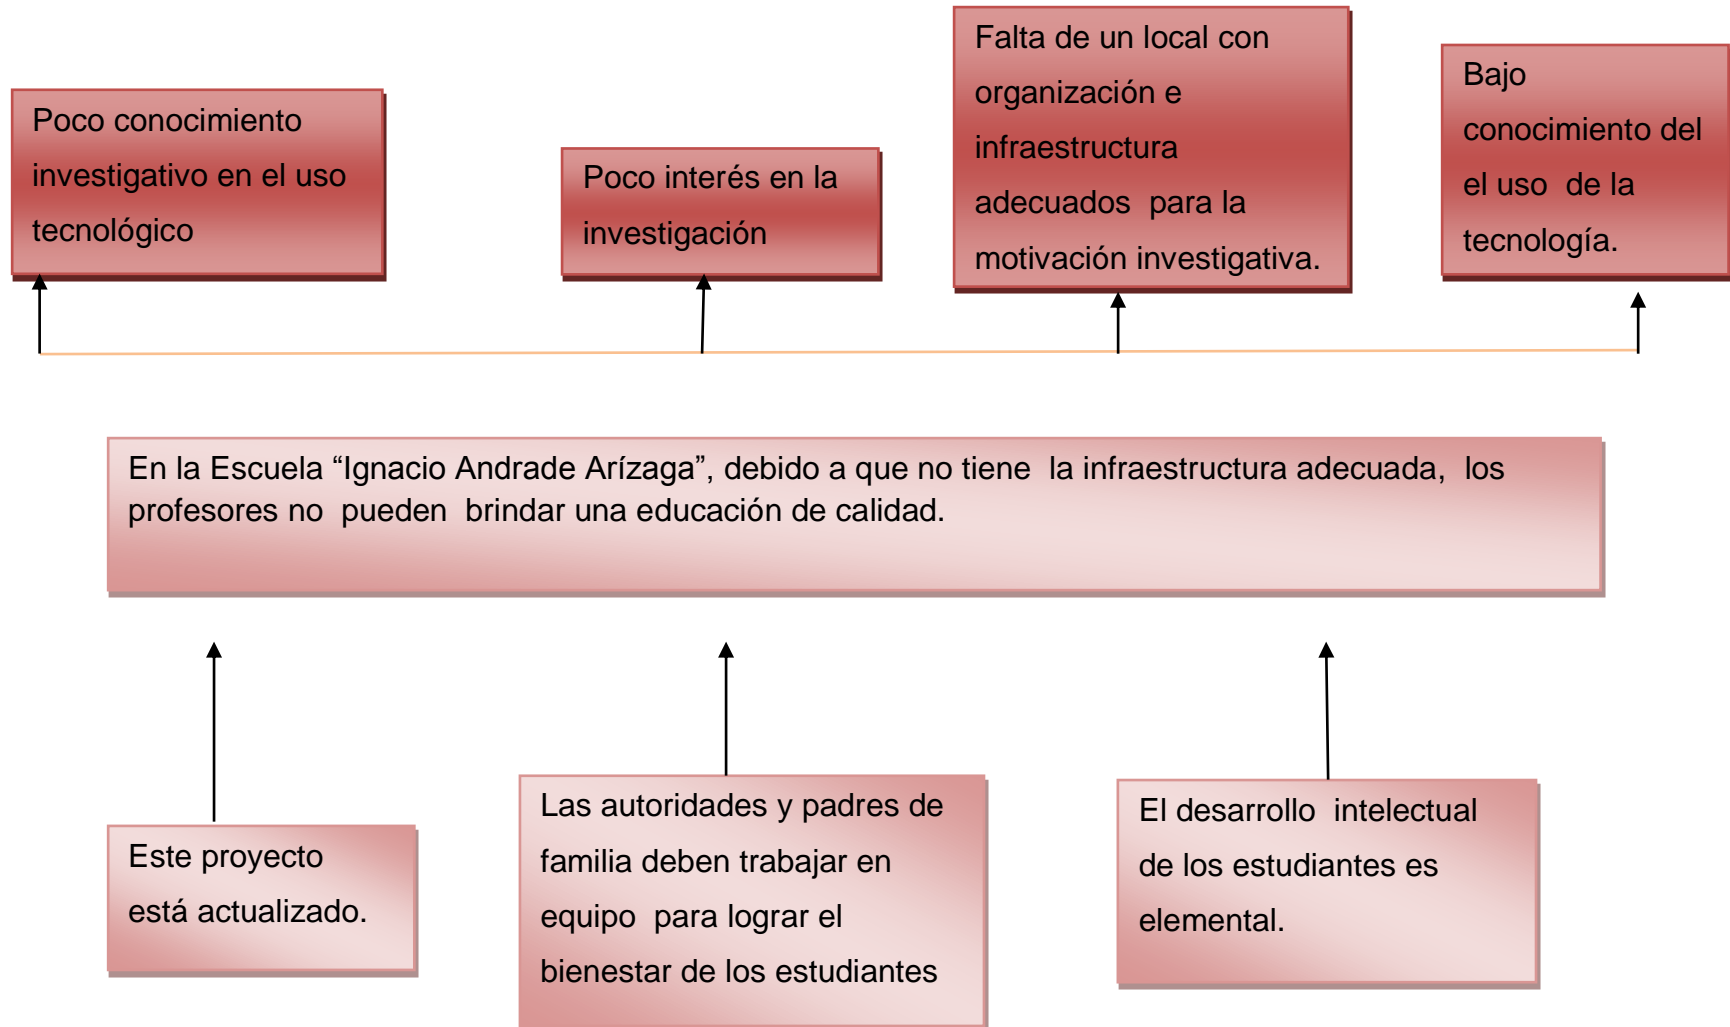 Poco conocimiento
investigativo en el uso
tecnológico
Poco interés en la
investigación
Falta de un local con
organización e
infraestructura
adecuados para la
motivación investigativa.
Bajo
conocimiento del
el uso de la
tecnología.
En la Escuela “Ignacio Andrade Arízaga”, debido a que no tiene la infraestructura adecuada, los
profesores no pueden brindar una educación de calidad.
Este proyecto
está actualizado.
Las autoridades y padres de
familia deben trabajar en
equipo para lograr el
bienestar de los estudiantes
El desarrollo intelectual
de los estudiantes es
elemental.